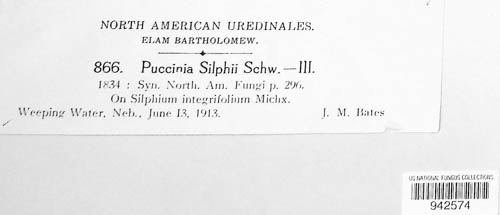 NORTH AMERICAN UREDINALES.
ELAM BARTHOLOMEW.
866. Puccinia Silphii Schw.—III.
1834 : Syn. North. Am. Fungi p. 296.
On Silphium integrifolium Michx.
Weeping Water, Neb., June 13, 1913. J. M. Bates
US NATIONAL FUNGUS COLLECTIONS
942574